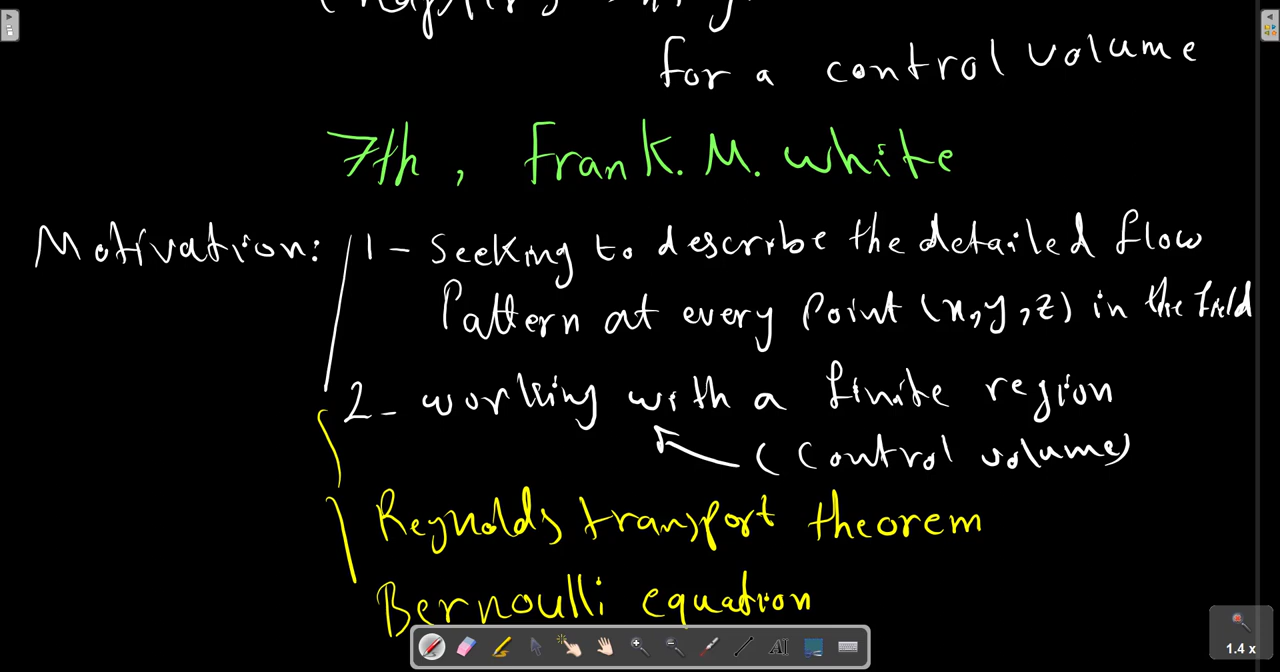 for a control volume
7th, Frank. M. white
Motivation: 1- Seeking to describe the detailed flow
Pattern at every point (x,y,z) in the field
2- working with a finite region
(Control volume)
Reynolds transport theorem
Bernoulli equation
1.4 x